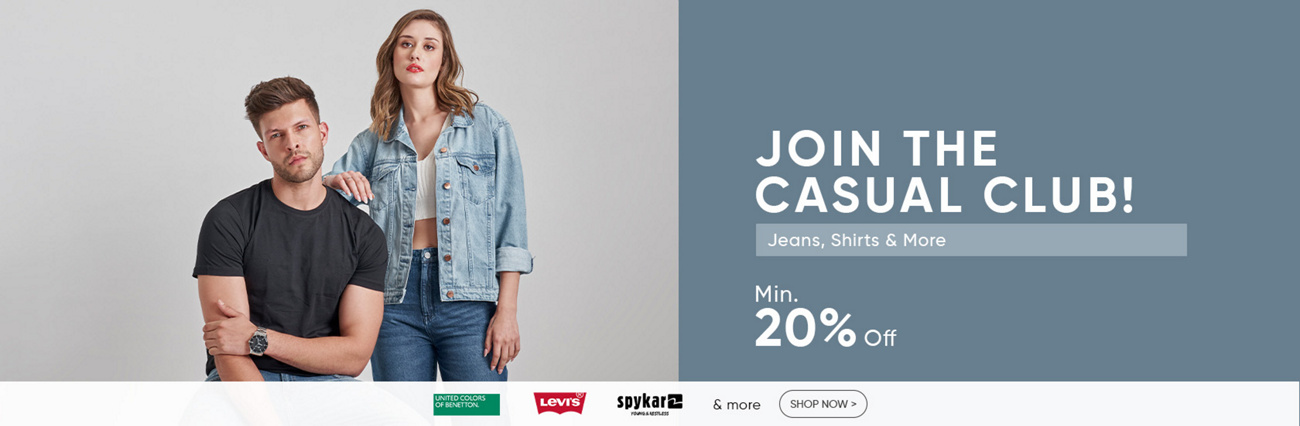 JOIN THE
CASUAL CLUB!
Jeans, Shirts & More
Min.
20% Off
UNITED COLORS
OF BENETTON.
LEVI'S®
spykar
YOUNG & RESTLESS
& more
SHOP NOW >